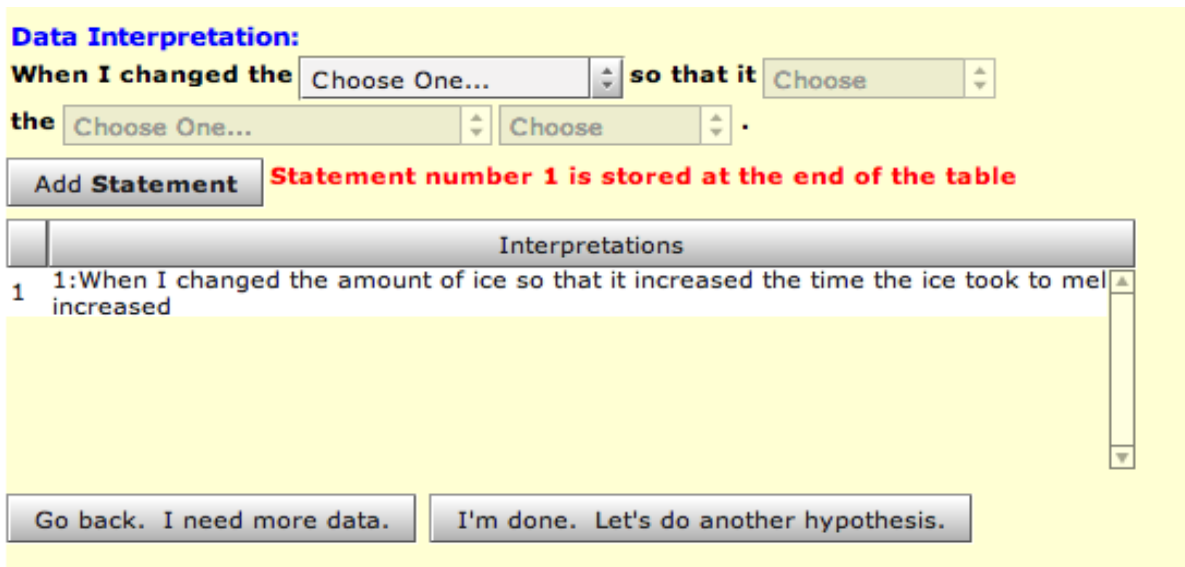 Data Interpretation:
When I changed the Choose One... so that it Choose
the Choose One... Choose .
Add Statement Statement number 1 is stored at the end of the table
Interpretations
1 1:When I changed the amount of ice so that it increased the time the ice took to mel
increased
Go back. I need more data. I'm done. Let's do another hypothesis.